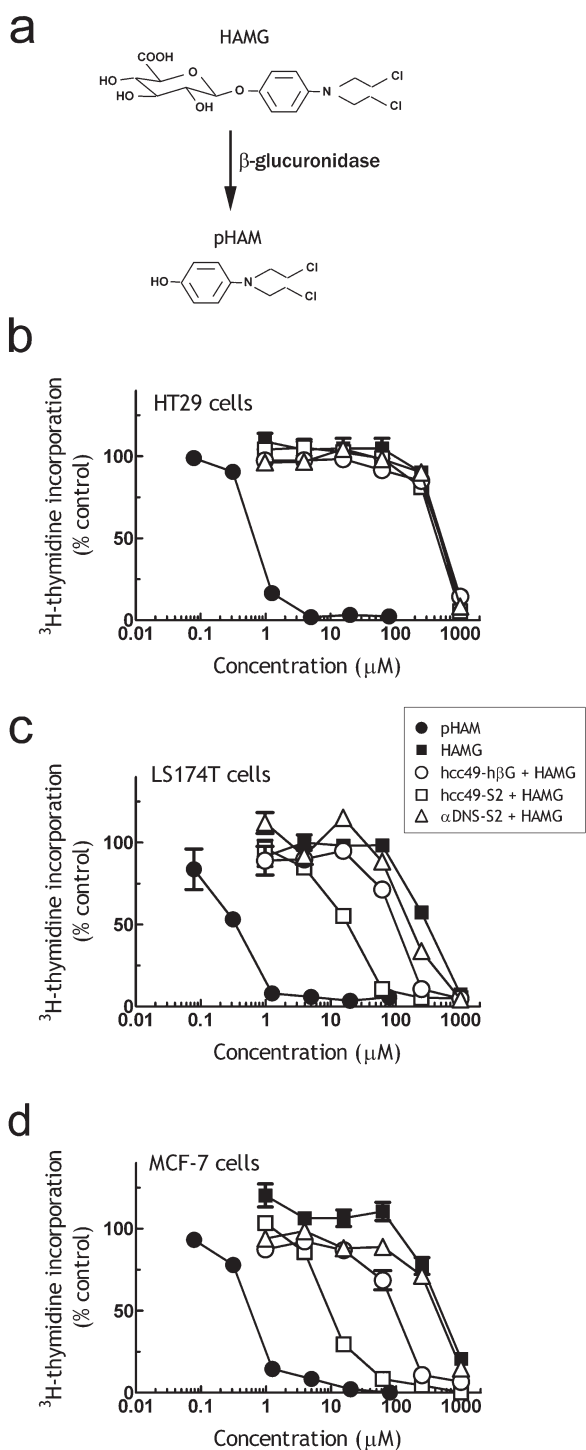 a
HAMG
COOH
HO
O
HO
OH
O
N
Cl
Cl
β-glucuronidase
pHAM
HO
N
Cl
Cl
b
HT29 cells
³H-thymidine incorporation
(% control)
100
50
0
0.01 0.1 1 10 100 1000
Concentration (μM)
c
pHAM
HAMG
hcc49-hβG + HAMG
hcc49-S2 + HAMG
αDNS-S2 + HAMG
LS174T cells
³H-thymidine incorporation
(% control)
100
50
0
0.01 0.1 1 10 100 1000
Concentration (μM)
d
MCF-7 cells
³H-thymidine incorporation
(% control)
100
50
0
0.01 0.1 1 10 100 1000
Concentration (μM)